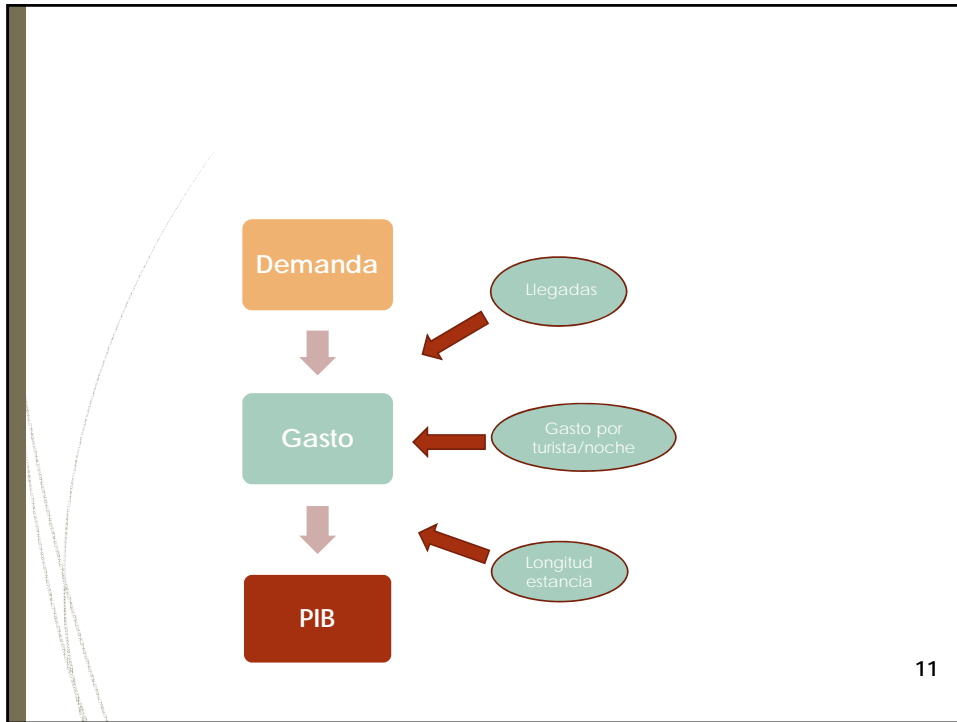 Demanda
Llegadas
Gasto
Gasto por
turista/noche
Longitud
estancia
PIB
11